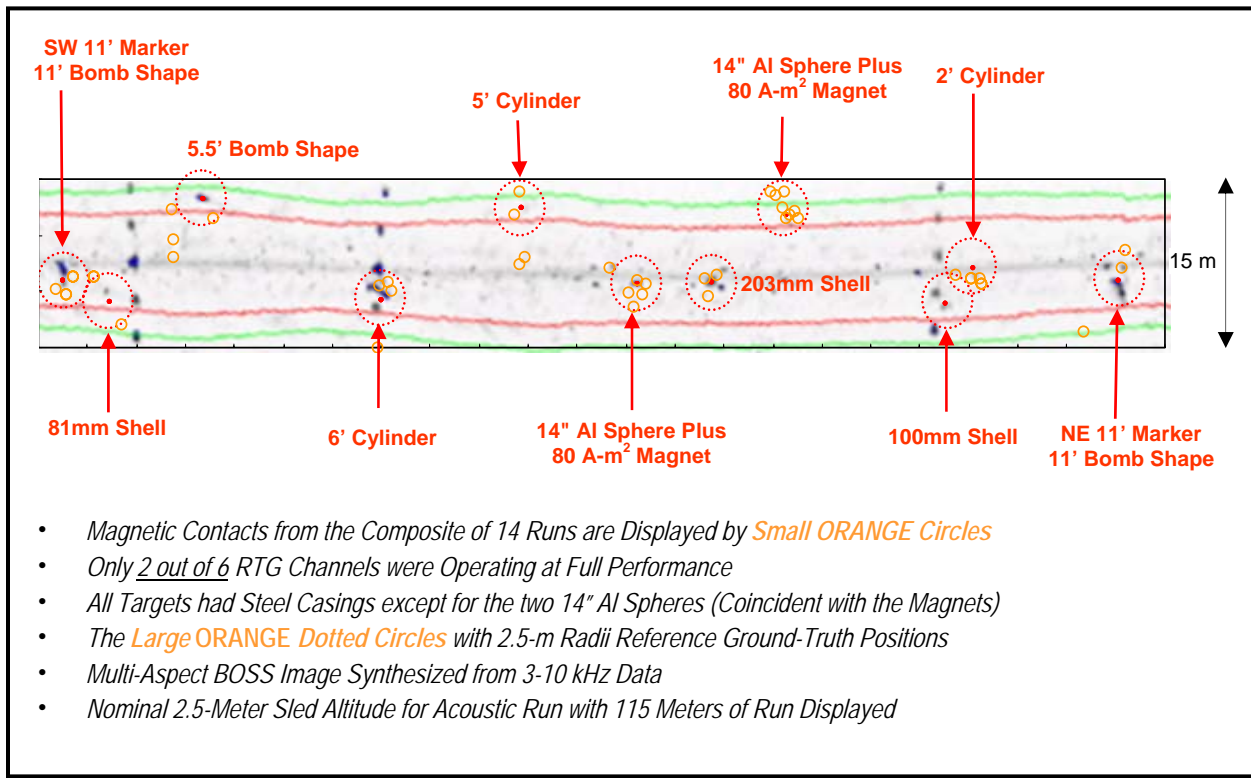 SW 11’ Marker
11’ Bomb Shape
5.5’ Bomb Shape
5’ Cylinder
14" Al Sphere Plus
80 A-m² Magnet
2’ Cylinder
15 m
203mm Shell
81mm Shell
6’ Cylinder
14" Al Sphere Plus
80 A-m² Magnet
100mm Shell
NE 11’ Marker
11’ Bomb Shape
• Magnetic Contacts from the Composite of 14 Runs are Displayed by Small ORANGE Circles
• Only 2 out of 6 RTG Channels were Operating at Full Performance
• All Targets had Steel Casings except for the two 14” Al Spheres (Coincident with the Magnets)
• The Large ORANGE Dotted Circles with 2.5-m Radii Reference Ground-Truth Positions
• Multi-Aspect BOSS Image Synthesized from 3-10 kHz Data
• Nominal 2.5-Meter Sled Altitude for Acoustic Run with 115 Meters of Run Displayed